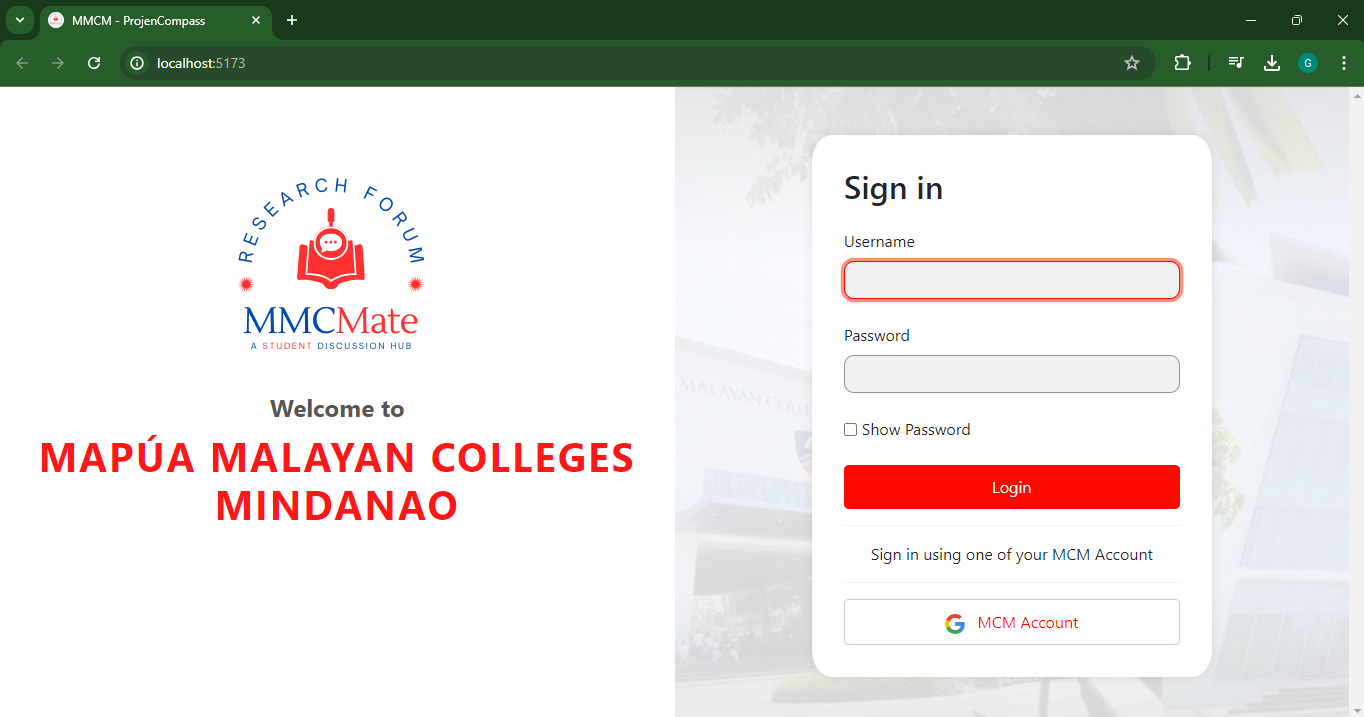 MMCM - ProjenCompass
localhost:5173
G
RESEARCH FORUM
MMCMate
A STUDENT DISCUSSION HUB
Welcome to
MAPÚA MALAYAN COLLEGES
MINDANAO
MALAYAN COLLE
Sign in
Username
Password
Show Password
Login
Sign in using one of your MCM Account
MCM Account